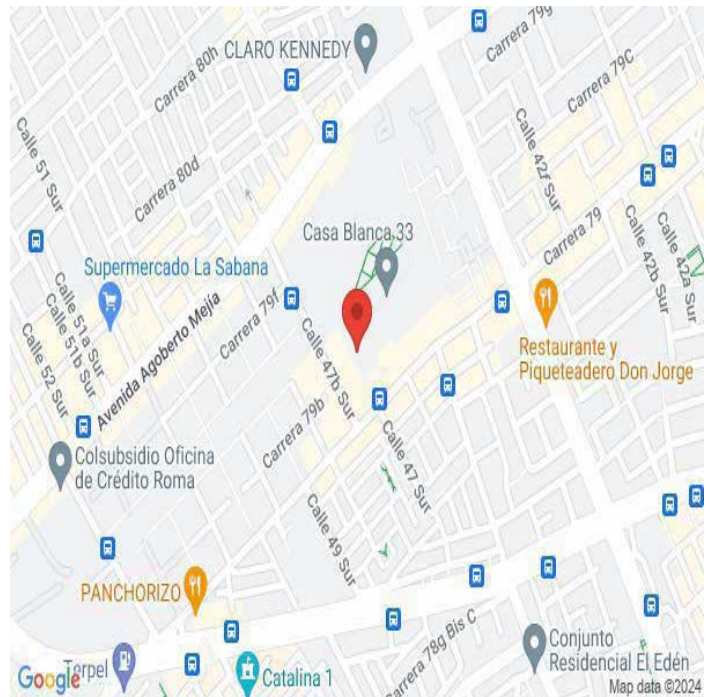 Carrera 79g
CLARO KENNEDY
Carrera 80h
Carrera 79C
Calle 51 Sur
Carrera 80d
Calle 42f Sur
Casa Blanca 33
Carrera 79
Calle 42b Sur
Calle 42a Sur
Supermercado La Sabana
Carrera 79f
Calle 51a Sur
Calle 51b Sur
Calle 52 Sur
Avenida Agoberto Mejía
Calle 47b Sur
Restaurante y
Piqueteadero Don Jorge
Carrera 79b
Calle 47 Sur
Colsubsidio Oficina
de Crédito Roma
Calle 49 Sur
PANCHORIZO
Carrera 78g Bis C
Conjunto
Residencial El Edén
Google
Terpel
Catalina 1
Map data ©2024